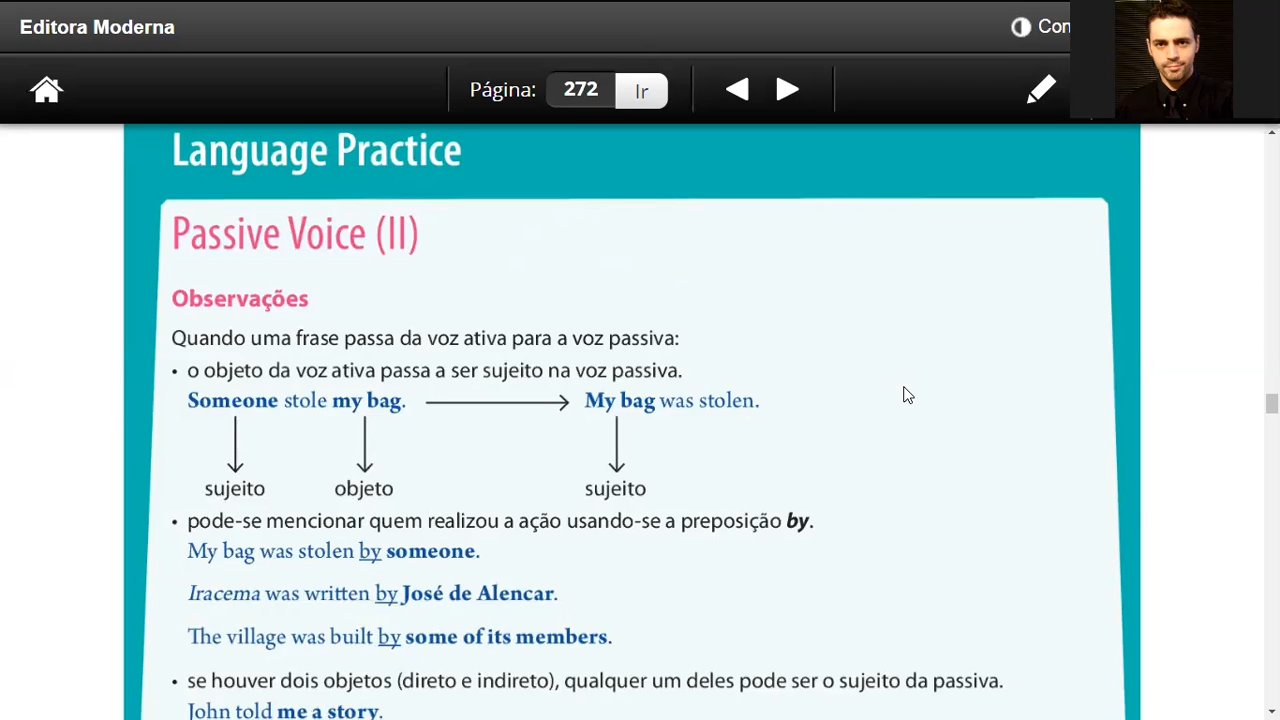 Editora Moderna
Con
Página: 272 Ir
Language Practice
Passive Voice (II)
Observações
Quando uma frase passa da voz ativa para a voz passiva:
• o objeto da voz ativa passa a ser sujeito na voz passiva.
Someone stole my bag. My bag was stolen.
sujeito objeto sujeito
• pode-se mencionar quem realizou a ação usando-se a preposição by.
My bag was stolen by someone.
Iracema was written by José de Alencar.
The village was built by some of its members.
• se houver dois objetos (direto e indireto), qualquer um deles pode ser o sujeito da passiva.
John told me a story.